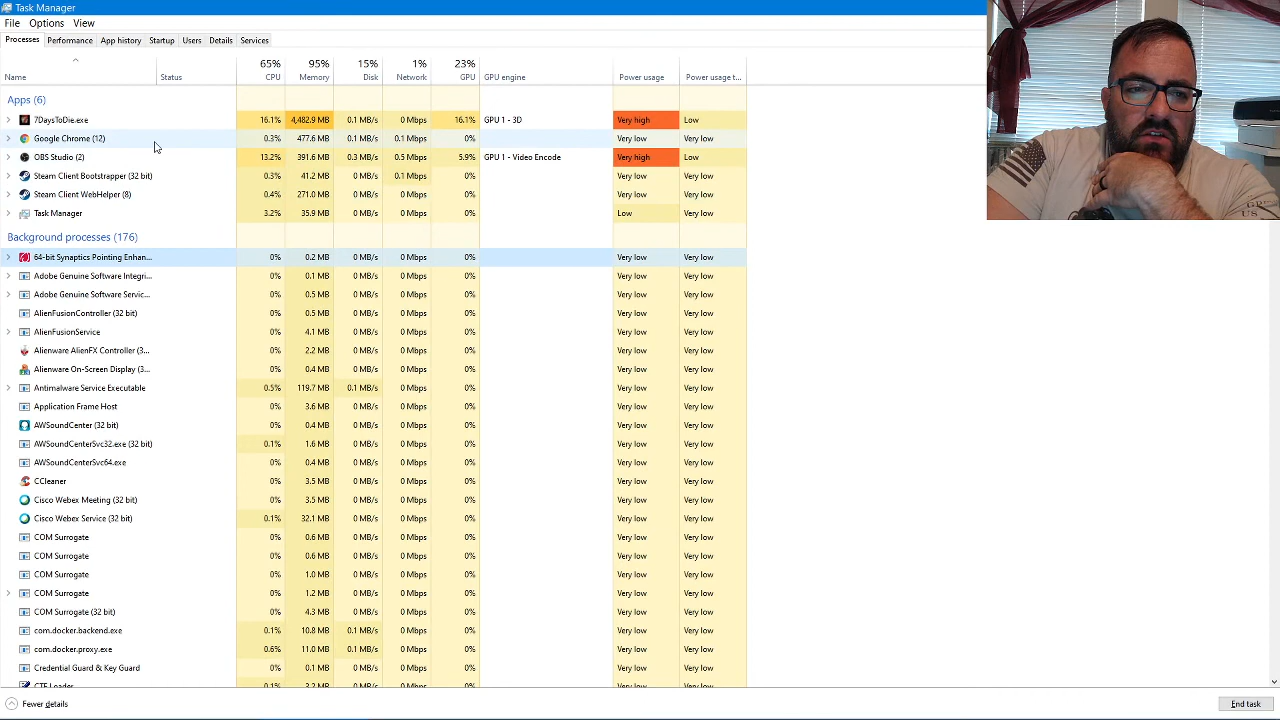 Task Manager
File Options View
Processes Performance App history Startup Users Details Services
65% 95% 15% 1% 23%
Name Status CPU Memory Disk Network GPU GPU engine Power usage Power usage t...
Apps (6)
7DaysToDie.exe 0 Mbps GPU 1 - 3D Very high Low
Google Chrome (12) 0.3% 0.1 MB/s 0.1 Mbps 0% Very low Very low
OBS Studio 13.2% 391.6 MB 0.3 MB/s GPU 1 - Video Encode Very high Low
Steam Client Bootstrapper (32 bit) 0.3% 41.2 MB 0 MB/s 0.1 Mbps 0% Very low Very low
Steam Client WebHelper (8) 0.4% 271.0 MB 0 MB/s 0 Mbps 0% Very low Very low
Task Manager 3.2% 35.9 MB 0 MB/s 0 Mbps 0% Low Very low
Background processes (176)
64-bit Synaptics Pointing Enhan... 0% 0.2 MB 0 MB/s 0 Mbps 0% Very low Very low
Adobe Genuine Software Integri... 0% 0.1 MB 0 MB/s 0 Mbps 0% Very low Very low
Adobe Genuine Software Servic... 0% 0.5 MB 0 MB/s 0 Mbps 0% Very low Very low
AlienFusionController (32 bit) 0% 0.5 MB 0 MB/s 0 Mbps 0% Very low Very low
AlienFusionService 0% 4.1 MB 0 MB/s 0 Mbps 0% Very low Very low
Alienware AlienFX Controller (3... 0% 2.2 MB 0 MB/s 0 Mbps 0% Very low Very low
Alienware On-Screen Display (3... 0% 0.4 MB 0 MB/s 0 Mbps 0% Very low Very low
Antimalware Service Executable 0.5% 119.7 MB 0.1 MB/s 0 Mbps 0% Very low Very low
Application Frame Host 0% 3.6 MB 0 MB/s 0 Mbps 0% Very low Very low
AWSoundCenter (32 bit) 0% 0.4 MB 0 MB/s 0 Mbps 0% Very low Very low
AWSoundCenterSvc32.exe (32 bit) 0.1% 1.6 MB 0 MB/s 0 Mbps 0% Very low Very low
AWSoundCenterSvc64.exe 0% 0.4 MB 0 MB/s 0 Mbps 0% Very low Very low
CCleaner 0% 3.5 MB 0 MB/s 0 Mbps 0% Very low Very low
Cisco Webex Meeting (32 bit) 0% 3.5 MB 0 MB/s 0 Mbps 0% Very low Very low
Cisco Webex Service (32 bit) 0.1% 32.1 MB 0 MB/s 0 Mbps 0% Very low Very low
COM Surrogate 0% 0.6 MB 0 MB/s 0 Mbps 0% Very low Very low
COM Surrogate 0% 0.6 MB 0 MB/s 0 Mbps 0% Very low Very low
COM Surrogate 0% 1.0 MB 0 MB/s 0 Mbps 0% Very low Very low
COM Surrogate 0% 1.2 MB 0 MB/s 0 Mbps 0% Very low Very low
COM Surrogate (32 bit) 0% 4.3 MB 0 MB/s 0 Mbps 0% Very low Very low
com.docker.backend.exe 0.1% 10.8 MB 0.1 MB/s 0 Mbps 0% Very low Very low
com.docker.proxy.exe 0.6% 11.0 MB 0 MB/s 0 Mbps 0% Very low Very low
Credential Guard & Key Guard 0% 0.1 MB 0 MB/s 0 Mbps 0% Very low Very low
CTF Loader 0.1% 3.2 MB 0 MB/s 0 Mbps 0% Very low Very low
Fewer details End task